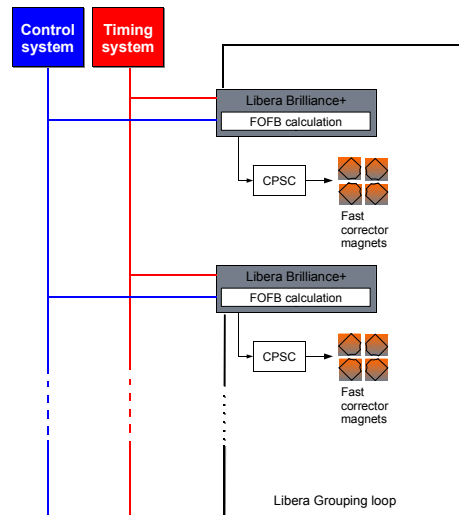 Control
system
Timing
system
Libera Brilliance+
FOFB calculation
CPSC
Fast
corrector
magnets
Libera Brilliance+
FOFB calculation
CPSC
Fast
corrector
magnets
Libera Grouping loop